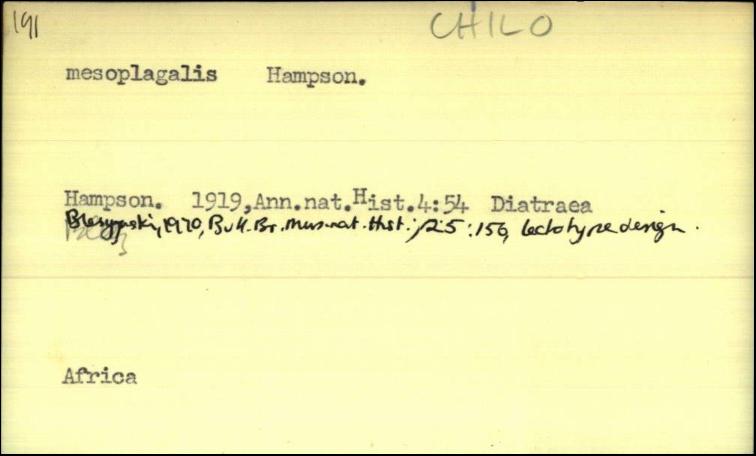 191
CHILO
mesoplagalis Hampson.
Hampson. 1919,Ann.nat.Hist.4:54 Diatraea
Bleszynski, 1970, Bull. Br. Mus. nat. Hist. 25:156, lectotype design.
Africa